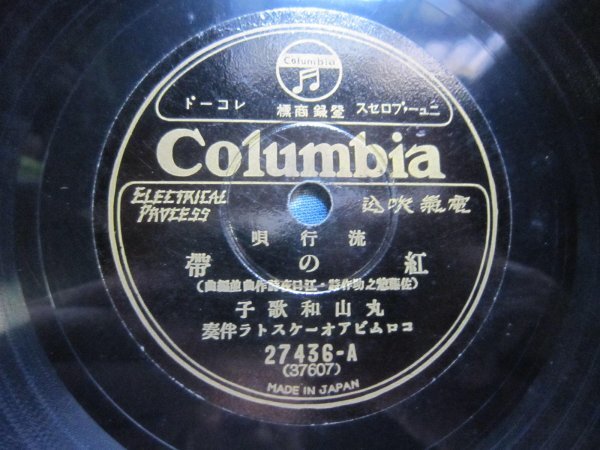 Columbia
ニュー・プロセス 登録商標 レコード
Columbia
ELECTRICAL
PROCESS
電氣吹込
流行唄
紅の帶
(佐藤惣之助作詩・江口夜詩作曲並編曲)
丸山和歌子
コロムビアオーケストラ伴奏
27436-A
(37607)
MADE IN JAPAN